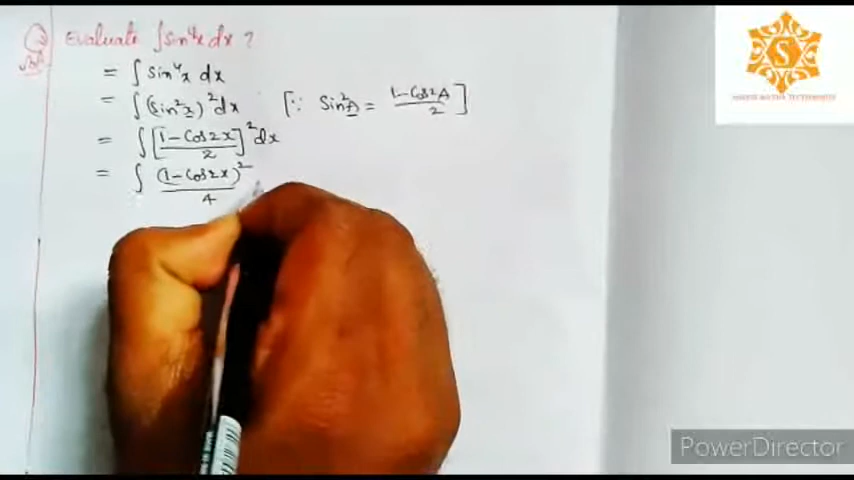 Evaluate ∫sin⁴x dx ?
= ∫ sin⁴x dx
= ∫(sin²x)² dx [∵ Sin²A = 1-Cos2A/2]
= ∫[1-Cos2x/2]² dx
= ∫ (1-Cos2x)²/4
S
PowerDirector